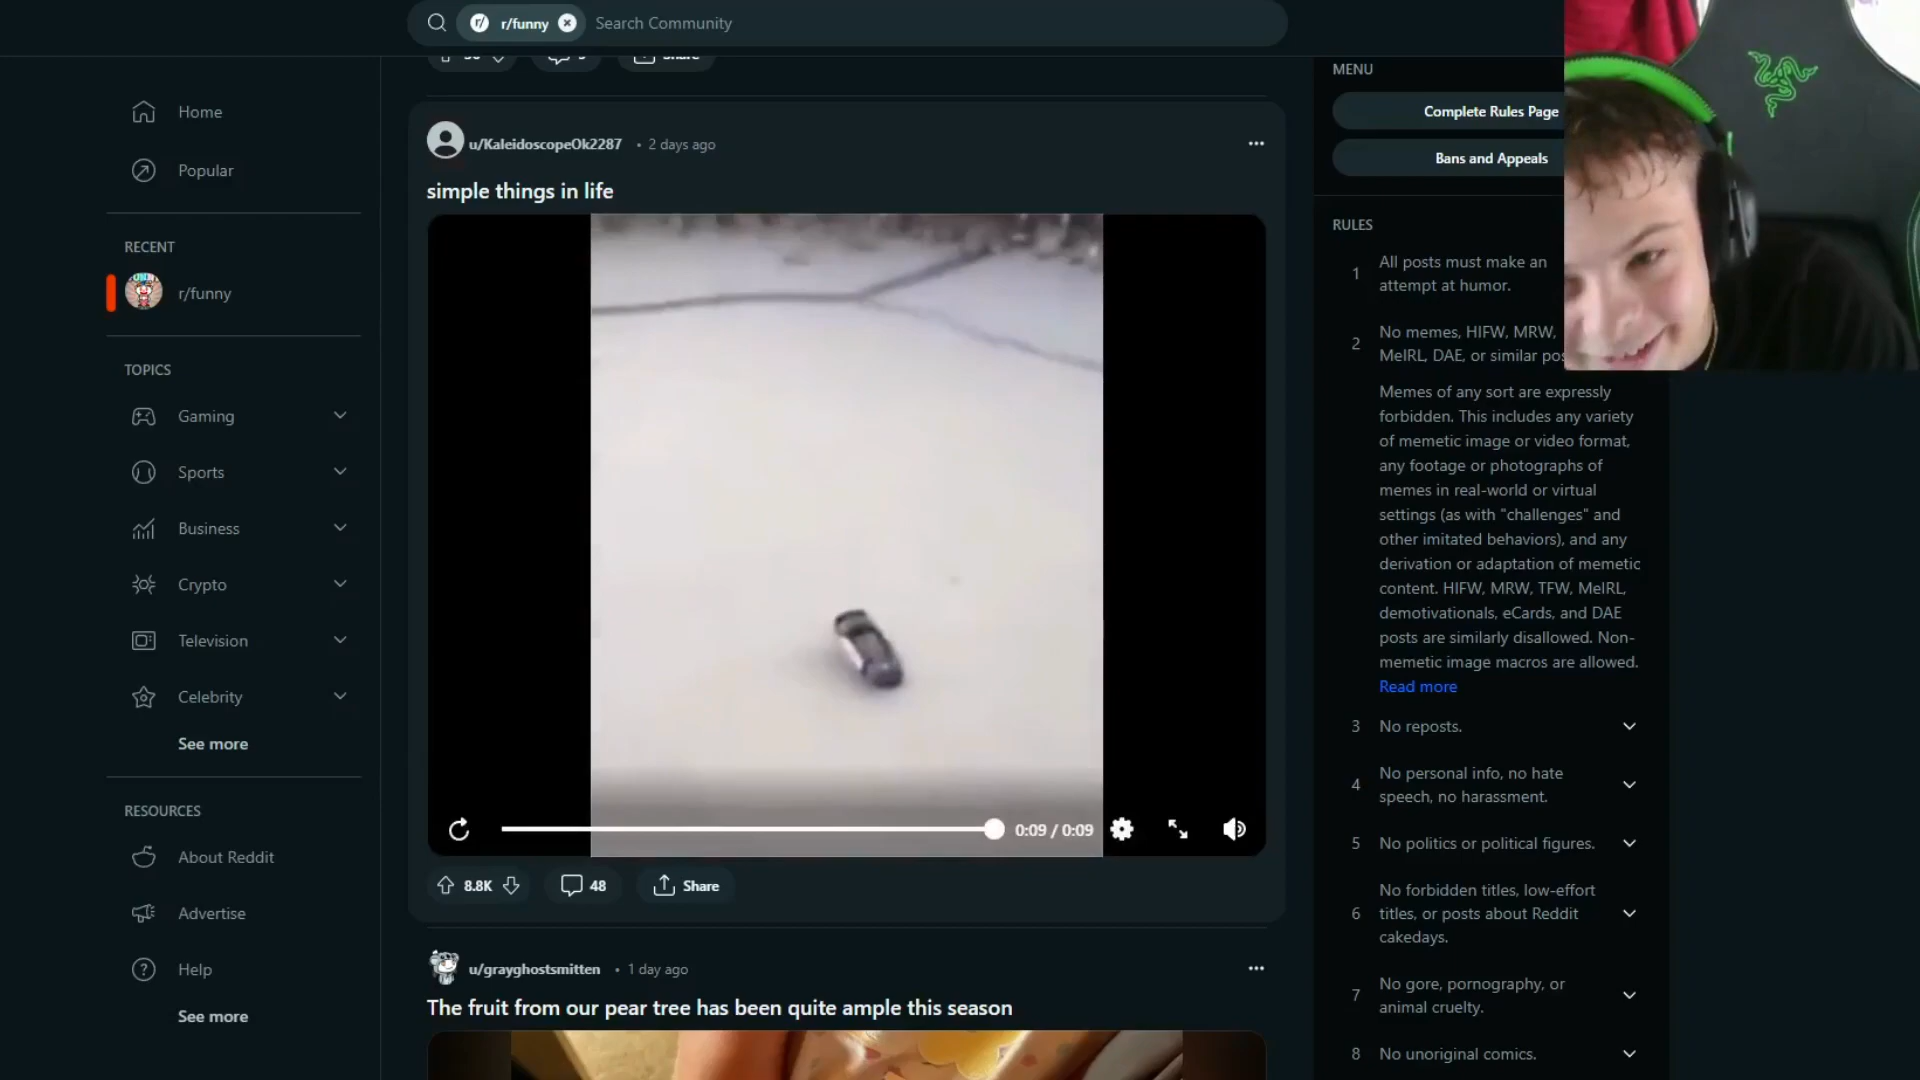 r/funny
Search Community
Share
Home
Popular
RECENT
r/funny
TOPICS
Gaming
Sports
Business
Crypto
Television
Celebrity
See more
RESOURCES
About Reddit
Advertise
Help
See more
u/KaleidoscopeOk2287 • 2 days ago
simple things in life
0:09 / 0:09
8.8K
48
Share
u/grayghostsmitten • 1 day ago
The fruit from our pear tree has been quite ample this season
MENU
Complete Rules Page
Bans and Appeals
RULES
1 All posts must make an
attempt at humor.
2 No memes, HIFW, MRW,
MeIRL, DAE, or similar
Memes of any sort are expressly
forbidden. This includes any variety
of memetic image or video format,
any footage or photographs of
memes in real-world or virtual
settings (as with "challenges" and
other imitated behaviors), and any
derivation or adaptation of memetic
content. HIFW, MRW, TFW, MeIRL,
demotivationals, eCards, and DAE
posts are similarly disallowed. Non-
memetic image macros are allowed.
Read more
3 No reposts.
4 No personal info, no hate
speech, no harassment.
5 No politics or political figures.
6 No forbidden titles, low-effort
titles, or posts about Reddit
cakedays.
7 No gore, pornography, or
animal cruelty.
8 No unoriginal comics.